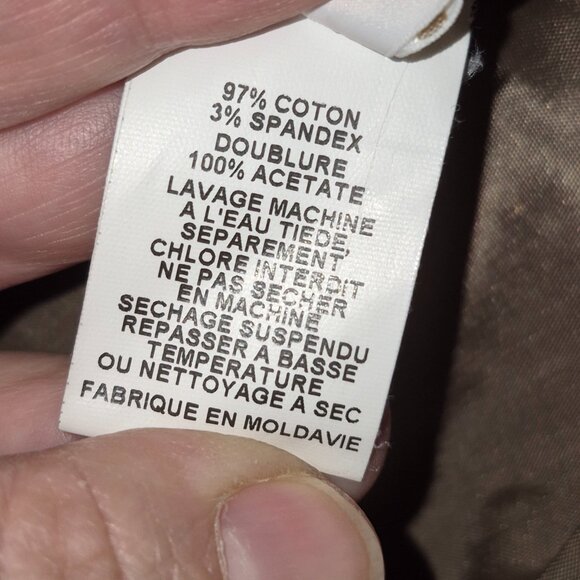 97% COTON
3% SPANDEX
DOUBLURE
100% ACETATE
LAVAGE MACHINE
A L'EAU TIEDE
SEPAREMENT
CHLORE INTERDIT
NE PAS SECHER
EN MACHINE
SECHAGE SUSPENDU
REPASSER A BASSE
TEMPERATURE
OU NETTOYAGE A SEC
FABRIQUE EN MOLDAVIE